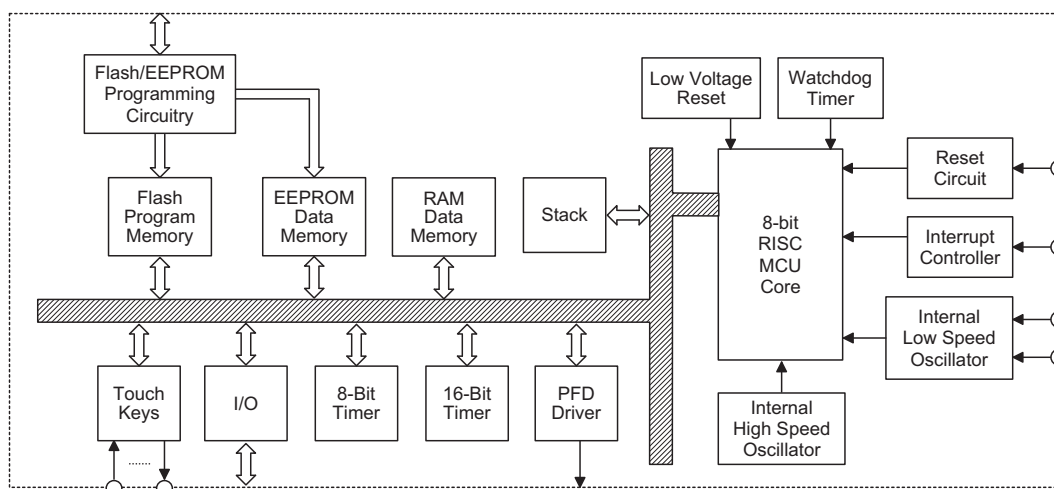 Flash/EEPROM
Programming
Circuitry
Low Voltage
Reset
Watchdog
Timer
Flash
Program
Memory
EEPROM
Data
Memory
RAM
Data
Memory
Stack
8-bit
RISC
MCU
Core
Reset
Circuit
Interrupt
Controller
Internal
Low Speed
Oscillator
Touch
Keys
I/O
8-Bit
Timer
16-Bit
Timer
PFD
Driver
Internal
High Speed
Oscillator